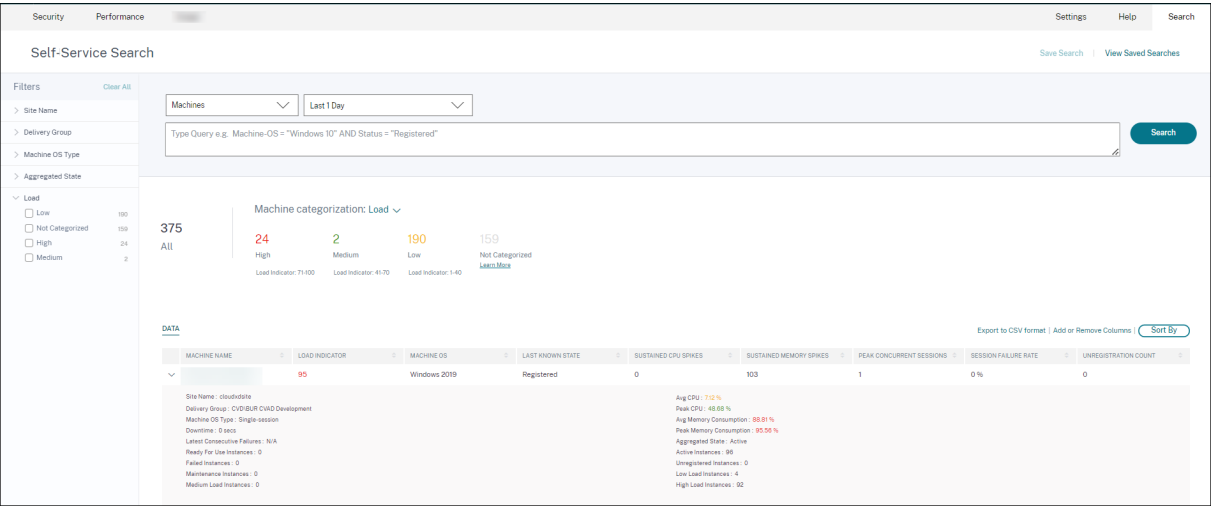 Security Performance Settings Help Search
Self-Service Search
Save Search | View Saved Searches
Filters Clear All
Site Name
Delivery Group
Machine OS Type
Aggregated State
Load
Low 190
Not Categorized 159
High 24
Medium 2
Machines Last 1 Day
Type Query e.g. Machine-OS = "Windows 10" AND Status = "Registered"
Search
375
All
Machine categorization: Load
24 2 190 159
High Medium Low Not Categorized
Learn More
Load Indicator: 71-100 Load Indicator: 41-70 Load Indicator: 1-40
DATA
Export to CSV format | Add or Remove Columns | Sort By
MACHINE NAME LOAD INDICATOR MACHINE OS LAST KNOWN STATE SUSTAINED CPU SPIKES SUSTAINED MEMORY SPIKES PEAK CONCURRENT SESSIONS SESSION FAILURE RATE UNREGISTRATION COUNT
95 Windows 2019 Registered 0 103 1 0 % 0
Site Name : cloudxdsite
Delivery Group : CVD\BUR CVAD Development
Machine OS Type : Single-session
Downtime : 0 secs
Latest Consecutive Failures : N/A
Ready For Use Instances : 0
Failed Instances : 0
Maintenance Instances : 0
Medium Load Instances : 0
Avg CPU : 7.12 %
Peak CPU : 48.88 %
Avg Memory Consumption : 88.81 %
Peak Memory Consumption : 95.56 %
Aggregated State : Active
Active Instances : 96
Unregistered Instances : 0
Low Load Instances : 4
High Load Instances : 92